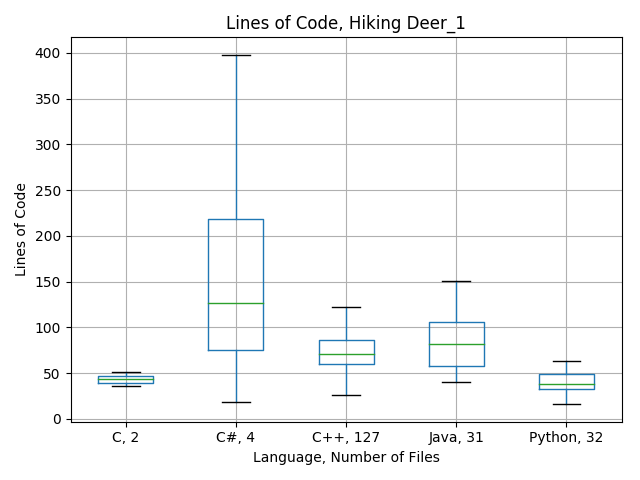 Lines of Code, Hiking Deer_1
400
350
300
250
200
150
100
50
0
Lines of Code
C, 2
C#, 4
C++, 127
Java, 31
Python, 32
Language, Number of Files